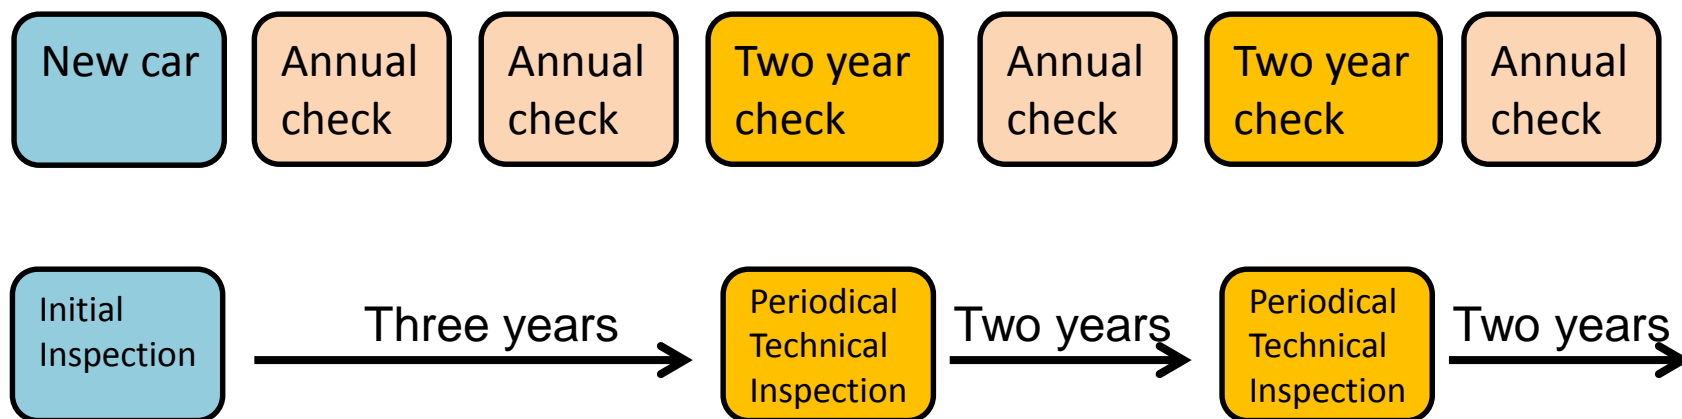 New car
Annual
check
Annual
check
Two year
check
Annual
check
Two year
check
Annual
check
Initial
Inspection
Three years
Periodical
Technical
Inspection
Two years
Periodical
Technical
Inspection
Two years